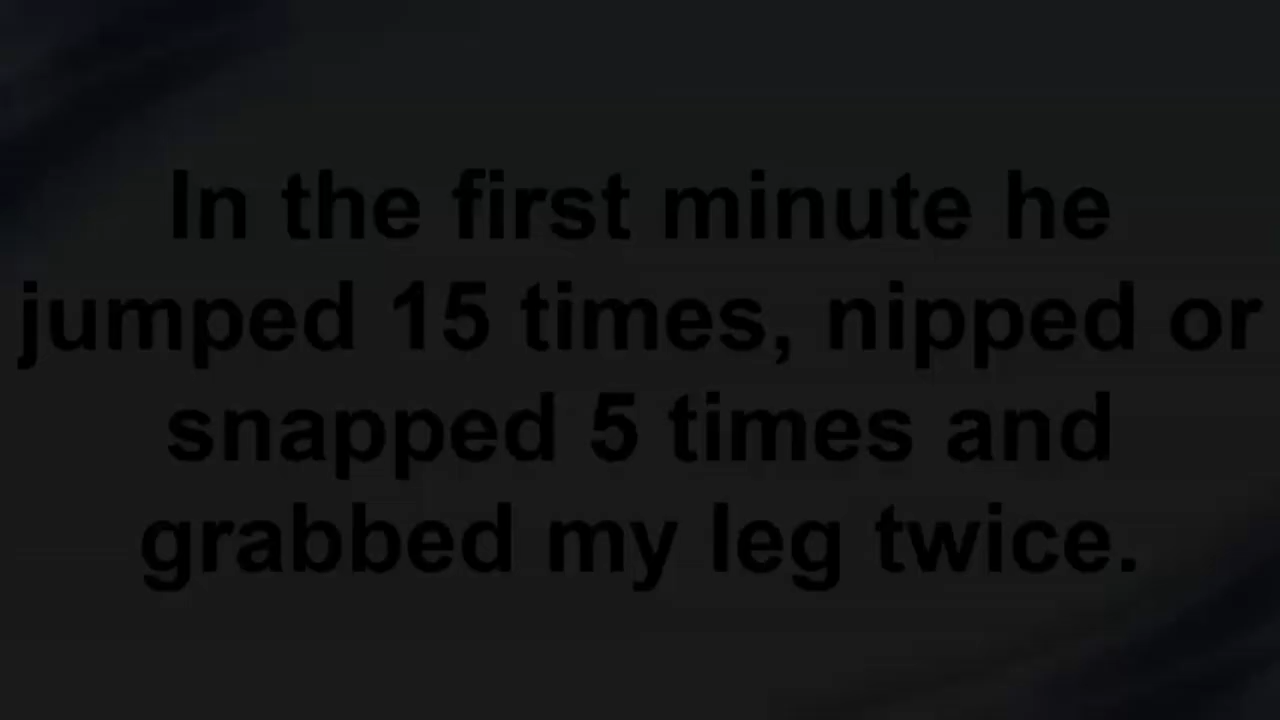 In the first minute he
jumped 15 times, nipped or
snapped 5 times and
grabbed my leg twice.